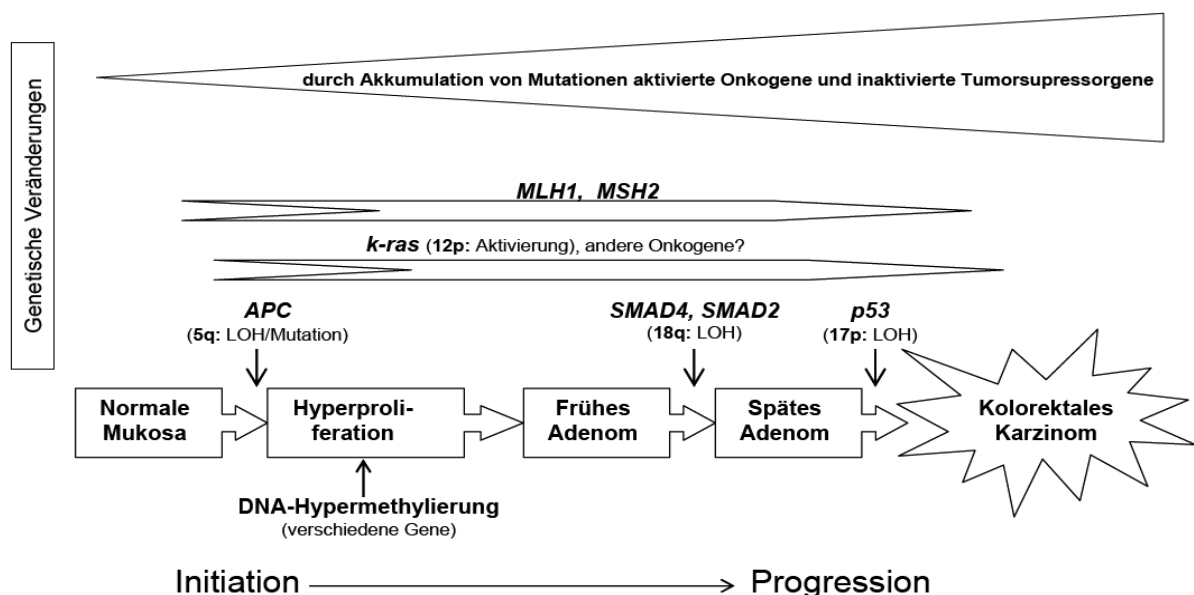 Genetische Veränderungen
durch Akkumulation von Mutationen aktivierte Onkogene und inaktivierte Tumorsupressorgene
MLH1, MSH2
k-ras (12p: Aktivierung), andere Onkogene?
APC
(5q: LOH/Mutation)
SMAD4, SMAD2
(18q: LOH)
p53
(17p: LOH)
Normale
Mukosa
Hyperproli-
feration
Frühes
Adenom
Spätes
Adenom
Kolorektales
Karzinom
DNA-Hypermethylierung
(verschiedene Gene)
Initiation
Progression